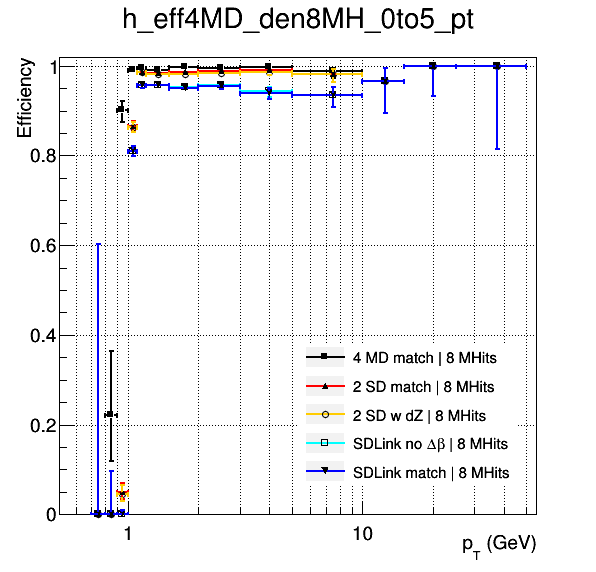 h_eff4MD_den8MH_0to5_pt
Efficiency
1
0.8
0.6
0.4
0.2
0
4 MD match | 8 MHits
2 SD match | 8 MHits
2 SD w dZ | 8 MHits
SDLink no Δβ | 8 MHits
SDLink match | 8 MHits
1
10
p_T (GeV)